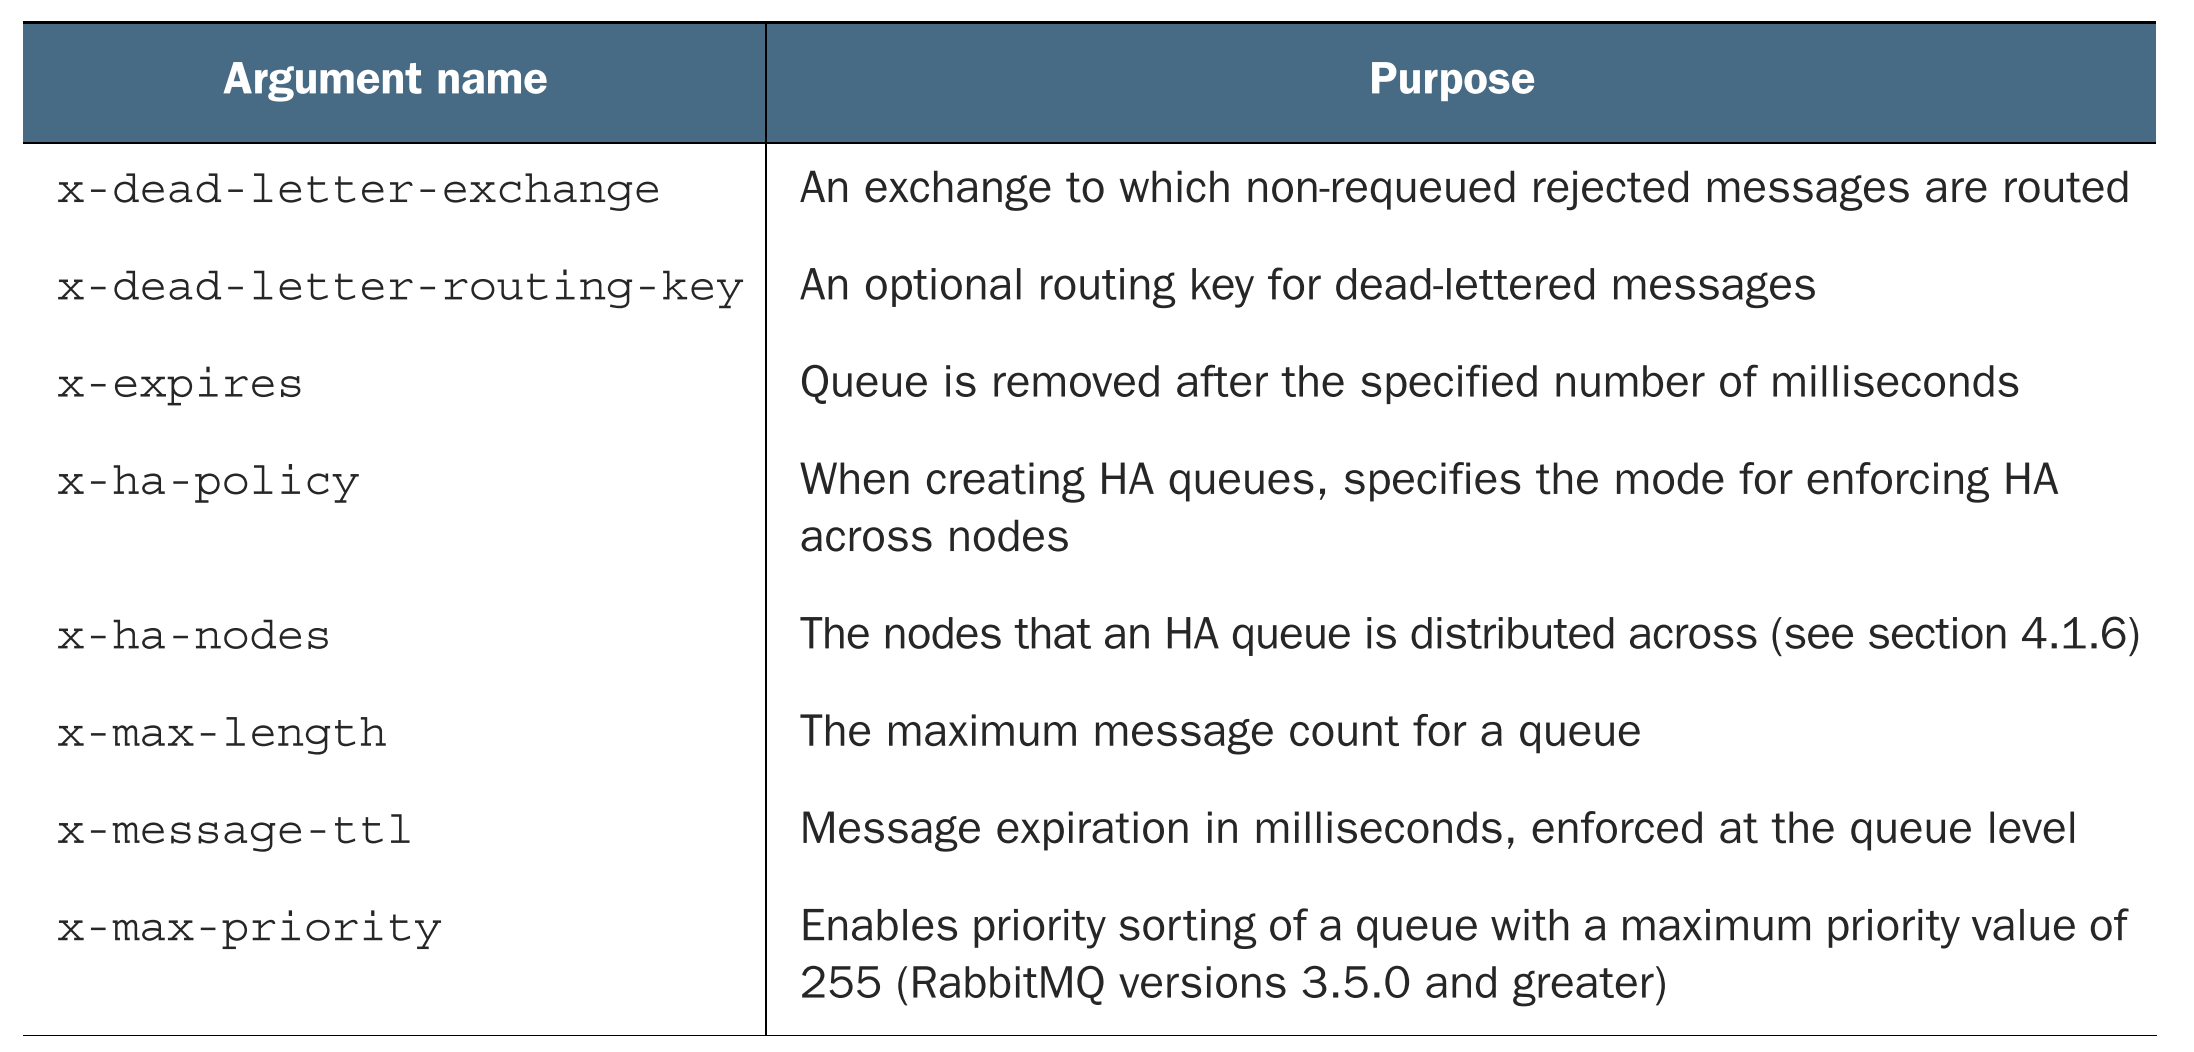 Argument name Purpose
x-dead-letter-exchange An exchange to which non-requeued rejected messages are routed
x-dead-letter-routing-key An optional routing key for dead-lettered messages
x-expires Queue is removed after the specified number of milliseconds
x-ha-policy When creating HA queues, specifies the mode for enforcing HA
across nodes
x-ha-nodes The nodes that an HA queue is distributed across (see section 4.1.6)
x-max-length The maximum message count for a queue
x-message-ttl Message expiration in milliseconds, enforced at the queue level
x-max-priority Enables priority sorting of a queue with a maximum priority value of
255 (RabbitMQ versions 3.5.0 and greater)